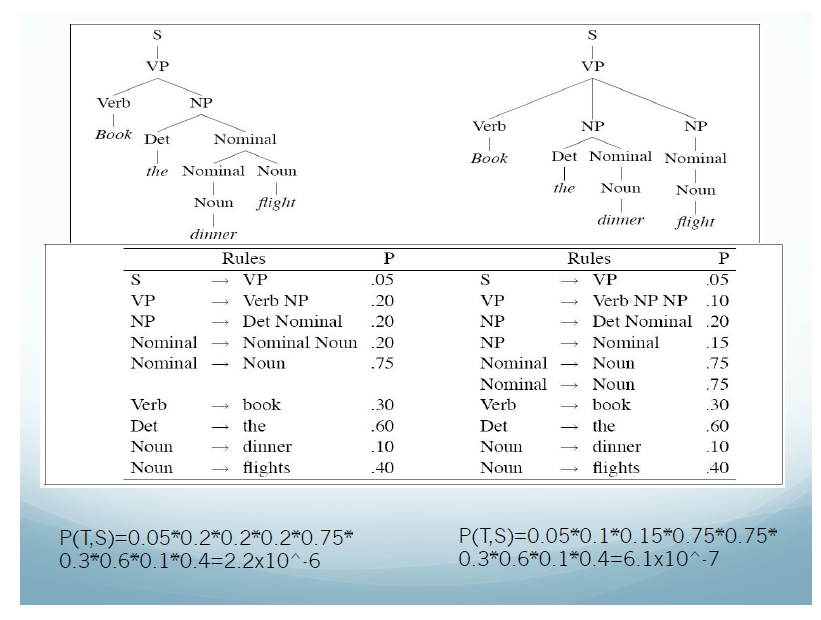 S
VP
Verb NP
Book Det Nominal
the Nominal Noun
Noun flight
dinner
S
VP
Verb NP NP
Book Det Nominal Nominal
the Noun Noun
dinner flight
Rules P
S → VP .05
VP → Verb NP .20
NP → Det Nominal .20
Nominal → Nominal Noun .20
Nominal → Noun .75
Verb → book .30
Det → the .60
Noun → dinner .10
Noun → flights .40
Rules P
S → VP .05
VP → Verb NP NP .10
NP → Det Nominal .20
NP → Nominal .15
Nominal → Noun .75
Nominal → Noun .75
Verb → book .30
Det → the .60
Noun → dinner .10
Noun → flights .40
P(T,S)=0.05*0.2*0.2*0.2*0.75*
0.3*0.6*0.1*0.4=2.2x10^-6
P(T,S)=0.05*0.1*0.15*0.75*0.75*
0.3*0.6*0.1*0.4=6.1x10^-7